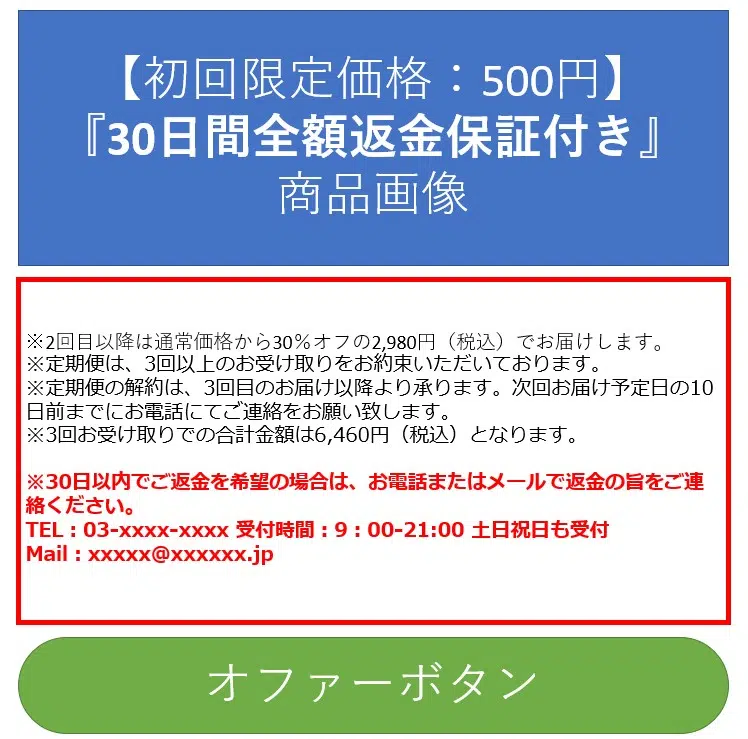 【初回限定価格：500円】
『30日間全額返金保証付き』
商品画像
※2回目以降は通常価格から30％オフの2,980円（税込）でお届けします。
※定期便は、3回以上のお受け取りをお約束いただいております。
※定期便の解約は、3回目のお届け以降より承ります。次回お届け予定日の10
日前までにお電話にてご連絡をお願い致します。
※3回お受け取りでの合計金額は6,460円（税込）となります。
※30日以内でご返金を希望の場合は、お電話またはメールで返金の旨をご連
絡ください。
TEL：03-xxxx-xxxx 受付時間：9：00-21:00 土日祝日も受付
Mail：xxxxx@xxxxxx.jp
オファーボタン